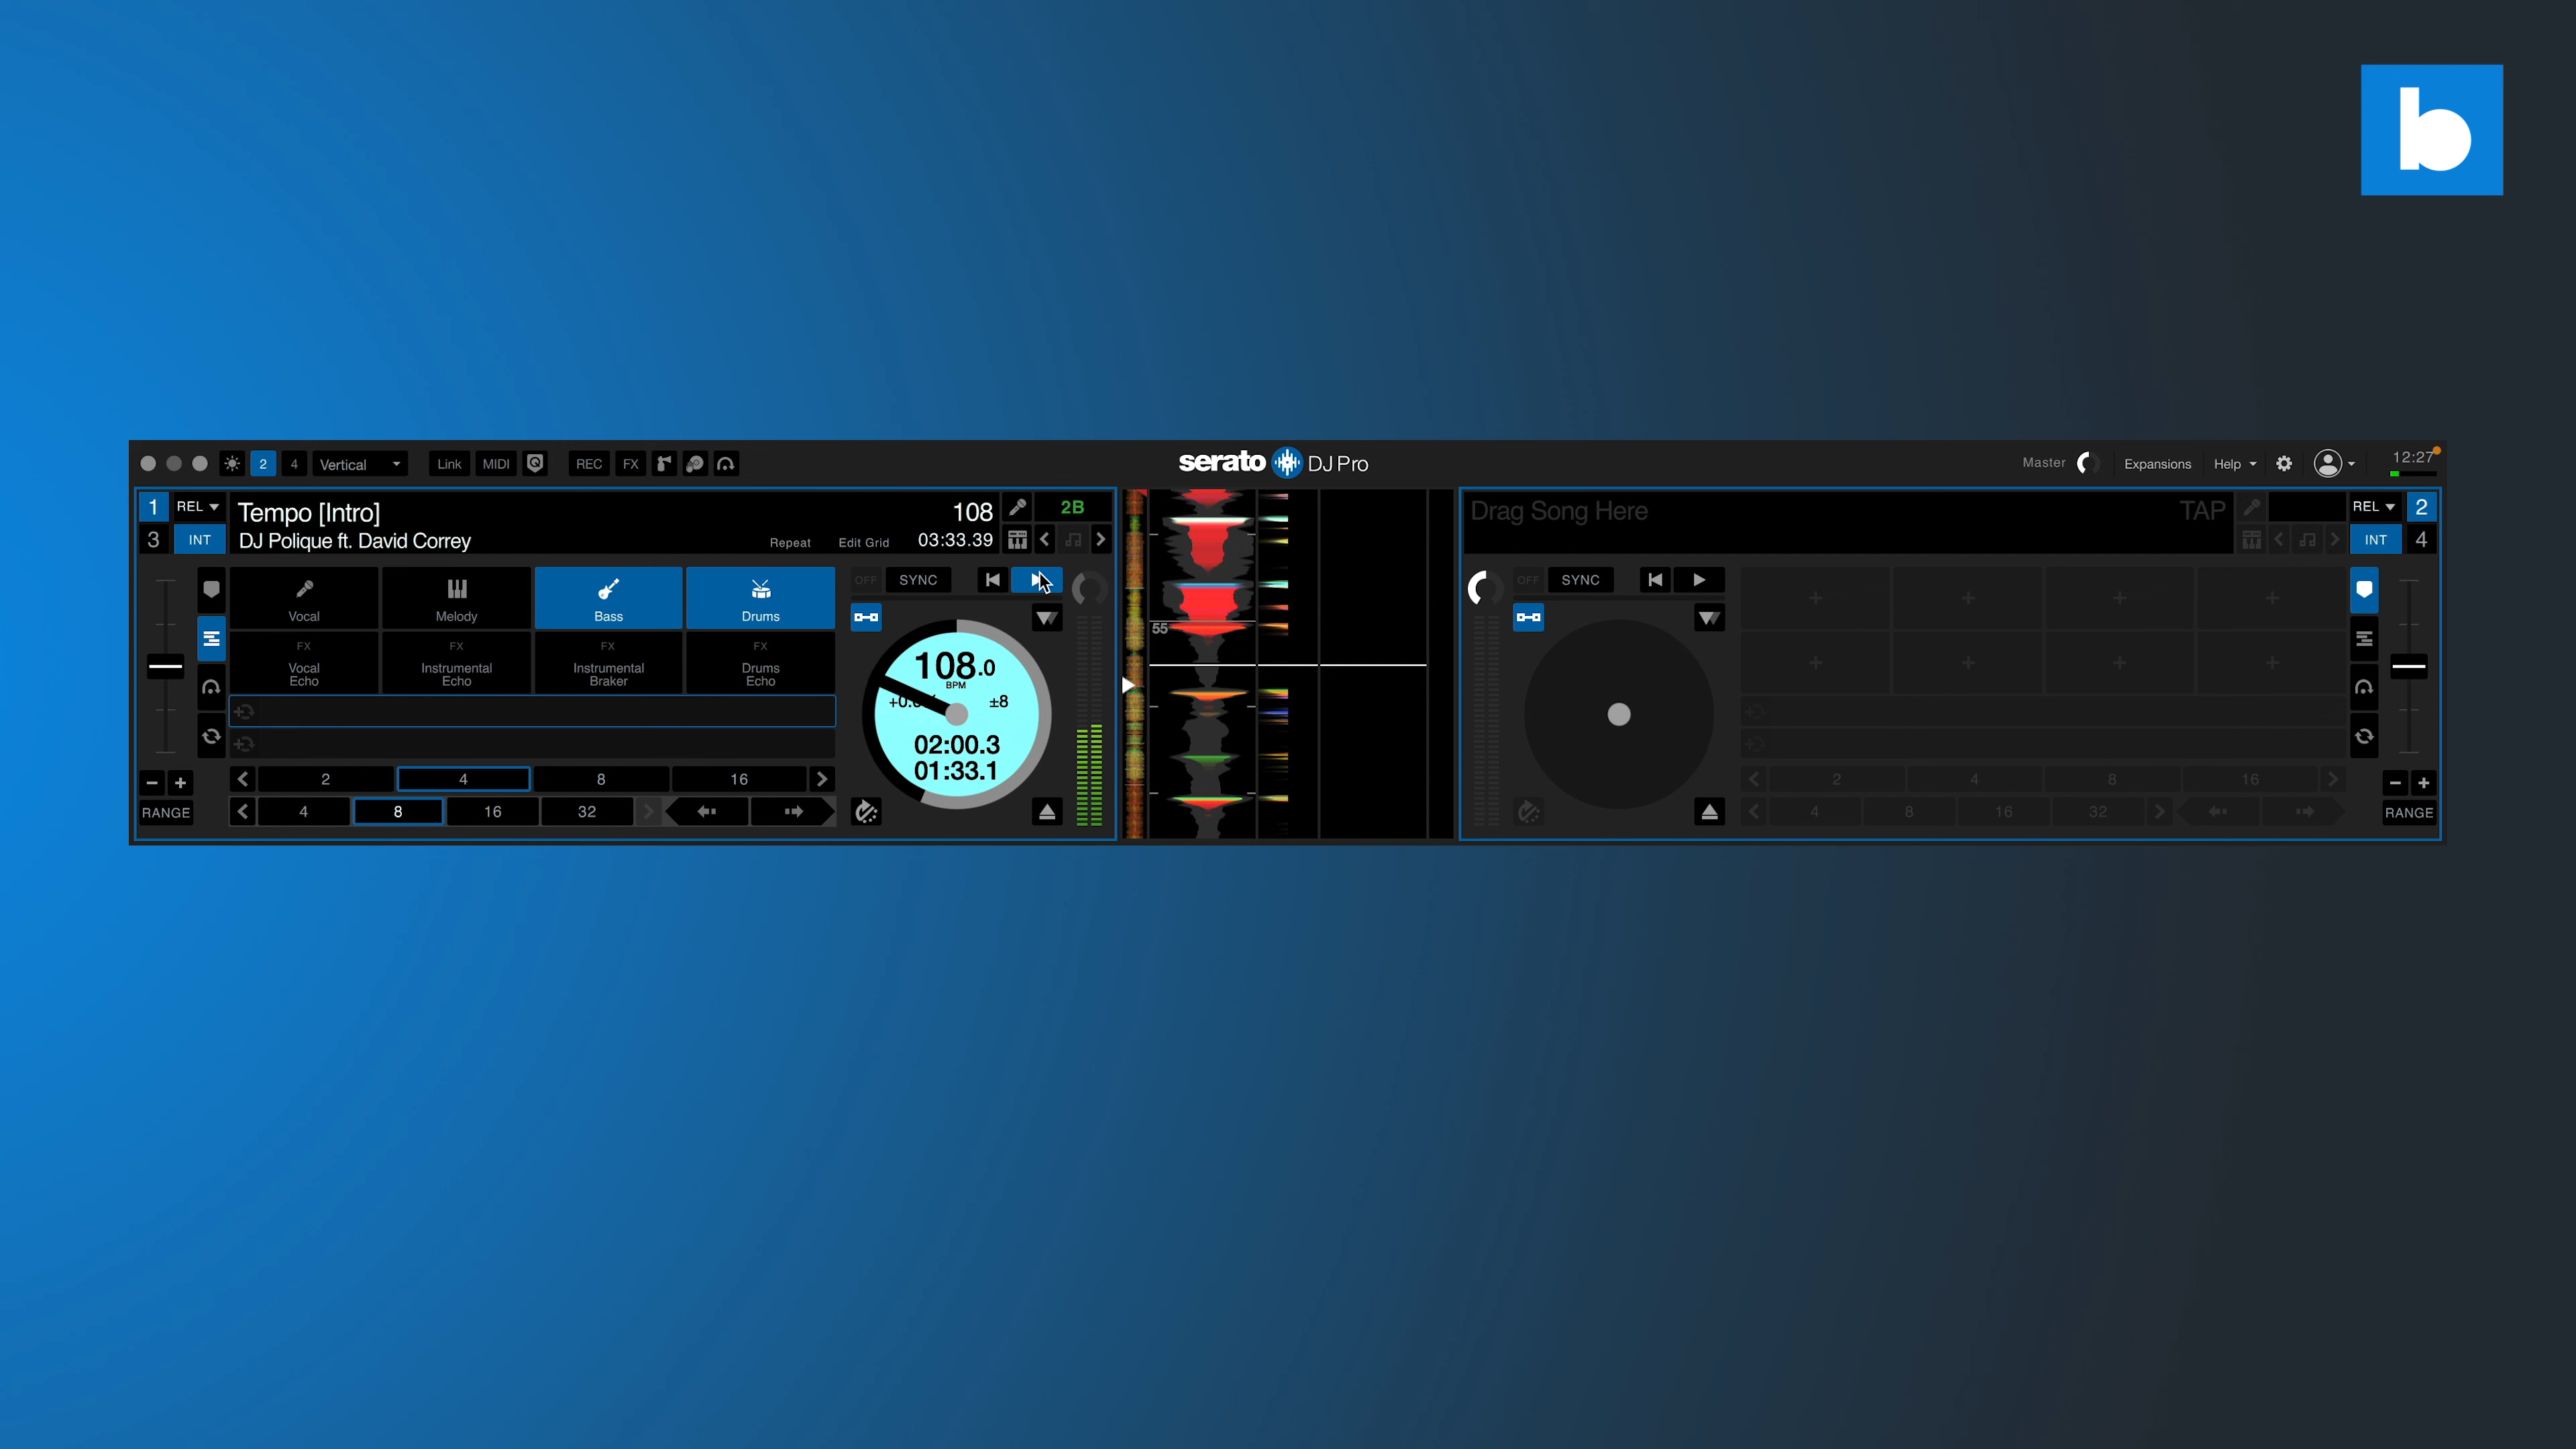 b
2 4 Vertical Link MIDI REC FX
serato DJ Pro
Master Expansions Help 12:27
1 REL Tempo [Intro] 108 2B
3 INT DJ Polique ft. David Correy Repeat Edit Grid 03:33.39
Vocal Melody Bass Drums
OFF SYNC
FX FX FX FX
Vocal Echo
Instrumental Echo
Instrumental Braker
Drums Echo
108.0
BPM
±8
02:00.3
01:33.1
2 4 8 16
RANGE 4 8 16 32
55
Drag Song Here TAP REL 2
INT 4
OFF SYNC
2 4 8 16
4 8 16 32 RANGE